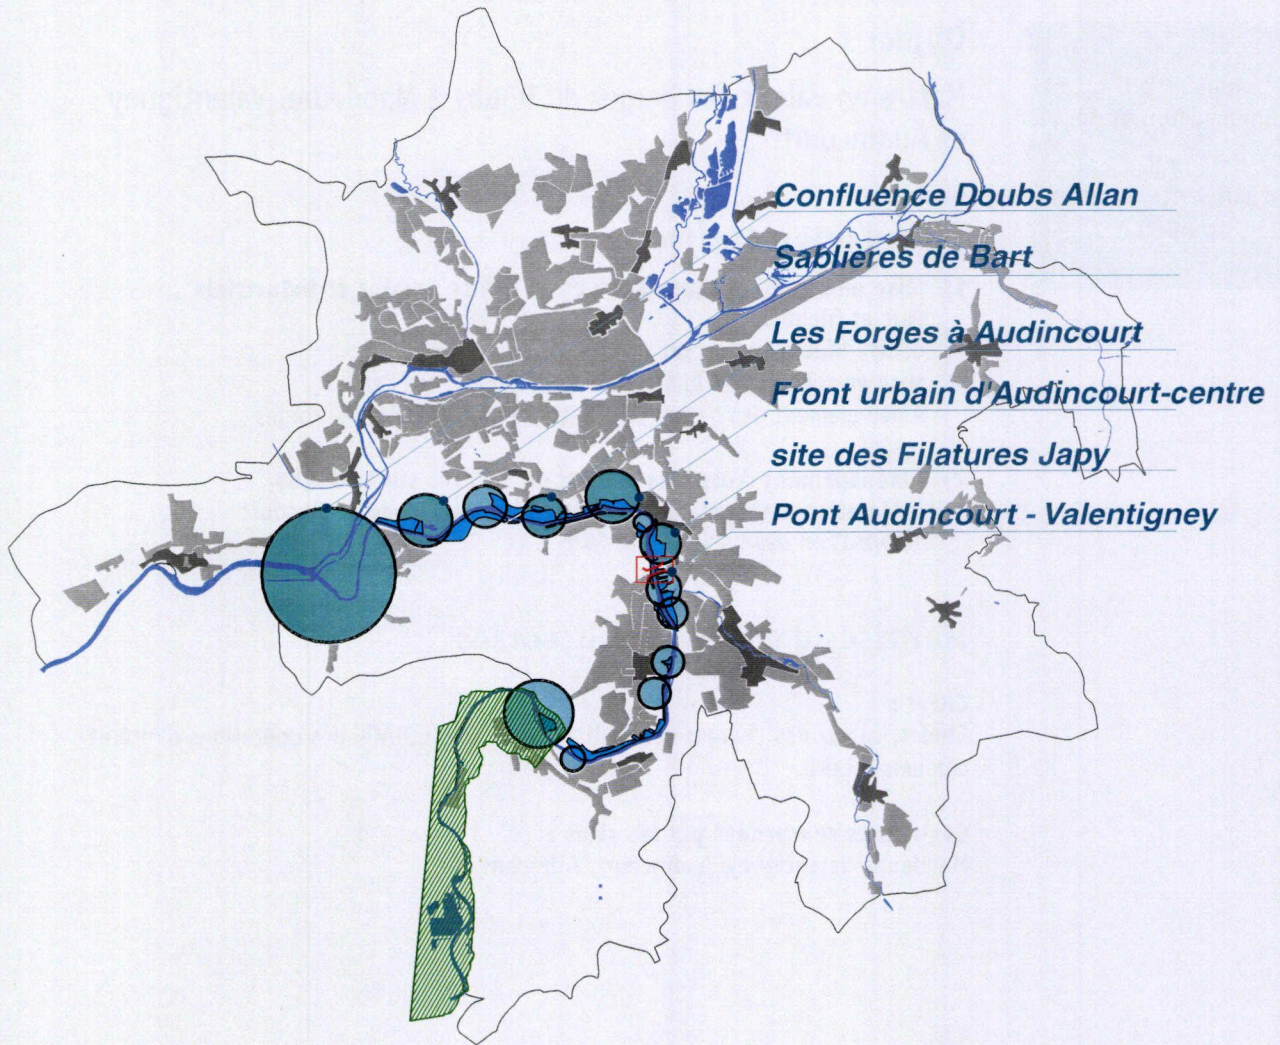 Confluence Doubs Allan
Sablières de Bart
Les Forges à Audincourt
Front urbain d'Audincourt-centre
site des Filatures Japy
Pont Audincourt - Valentigney